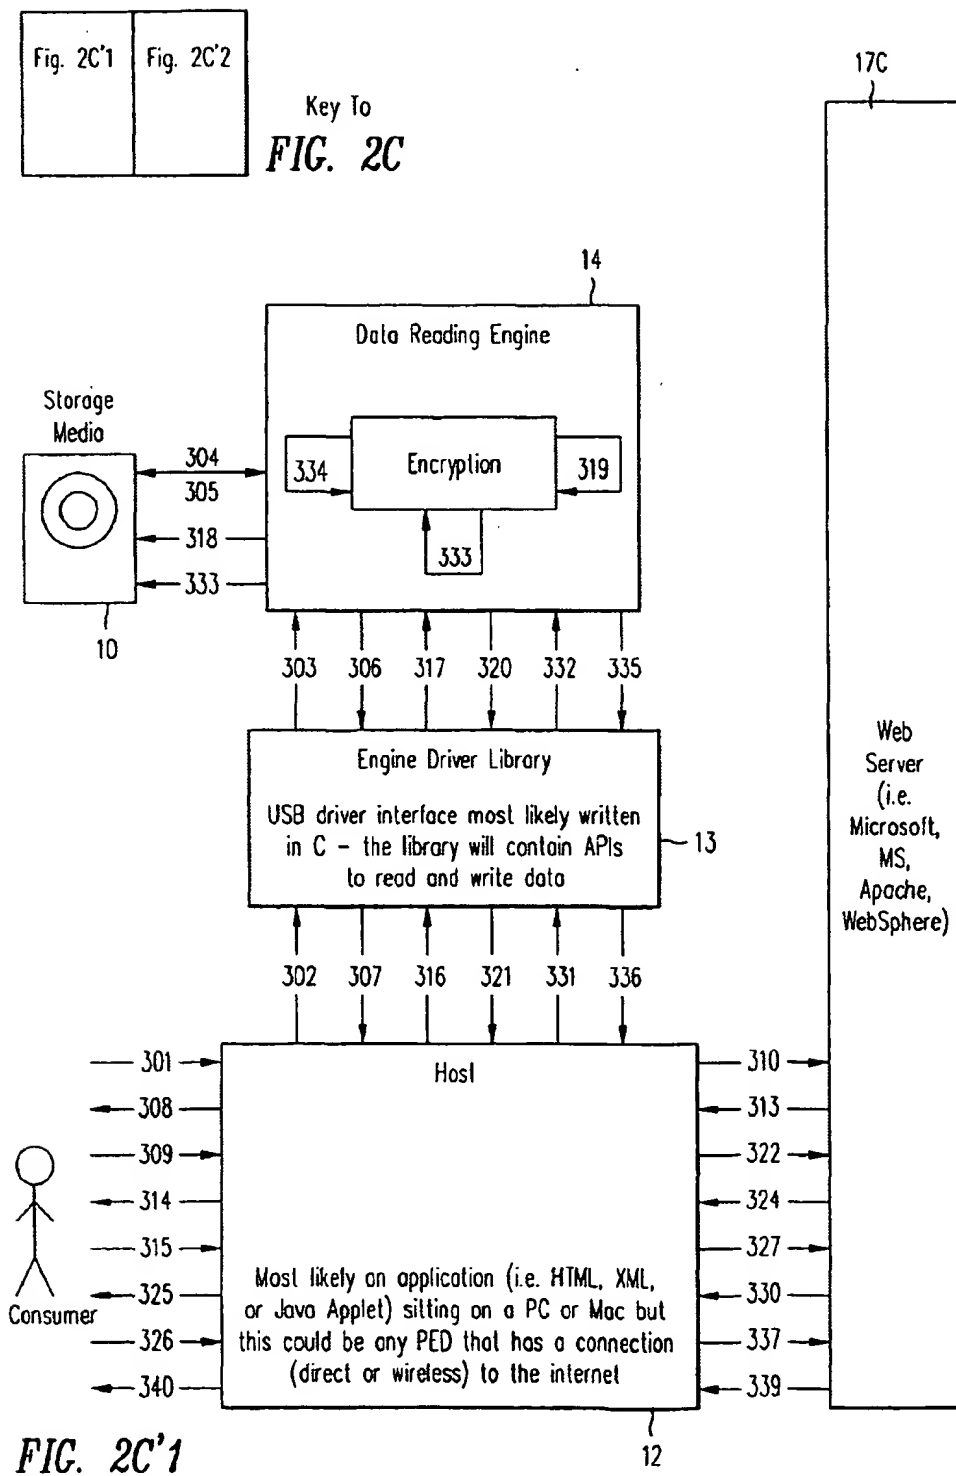 Fig. 2C'1 Fig. 2C'2
Key To
FIG. 2C
17C
14
Data Reading Engine
Storage
Media
304
305
318
333
10
334
Encryption
319
333
303 306 317 320 332 335
Engine Driver Library
USB driver interface most likely written
in C - the library will contain APIs
to read and write data
13
302 307 316 321 331 336
Web
Server
(i.e.
Microsoft,
MS,
Apache,
WebSphere)
Host
301
308
309
314
315
325
326
340
Consumer
310
313
322
324
327
330
337
339
Most likely an application (i.e. HTML, XML,
or Java Applet) sitting on a PC or Mac but
this could be any PED that has a connection
(direct or wireless) to the internet
12
FIG. 2C'1